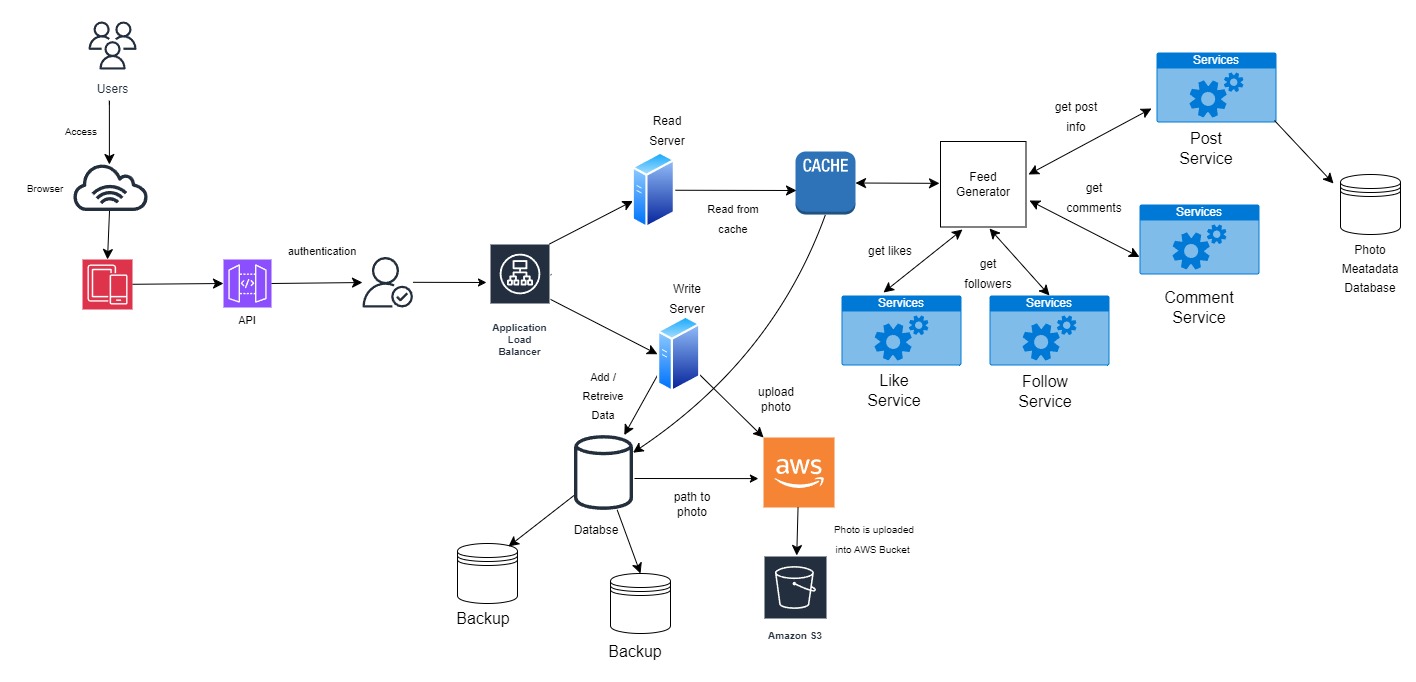 Users
Access
Browser
API
authentication
Application
Load
Balancer
Read
Server
Read from
cache
CACHE
Write
Server
Add /
Retreive
Data
upload
photo
Databse
path to
photo
aws
Photo is uploaded
into AWS Bucket
Amazon S3
Backup
Backup
Feed
Generator
get post
info
get
comments
get likes
get
followers
Services
Post
Service
Services
Comment
Service
Services
Like
Service
Services
Follow
Service
Photo
Meatadata
Database